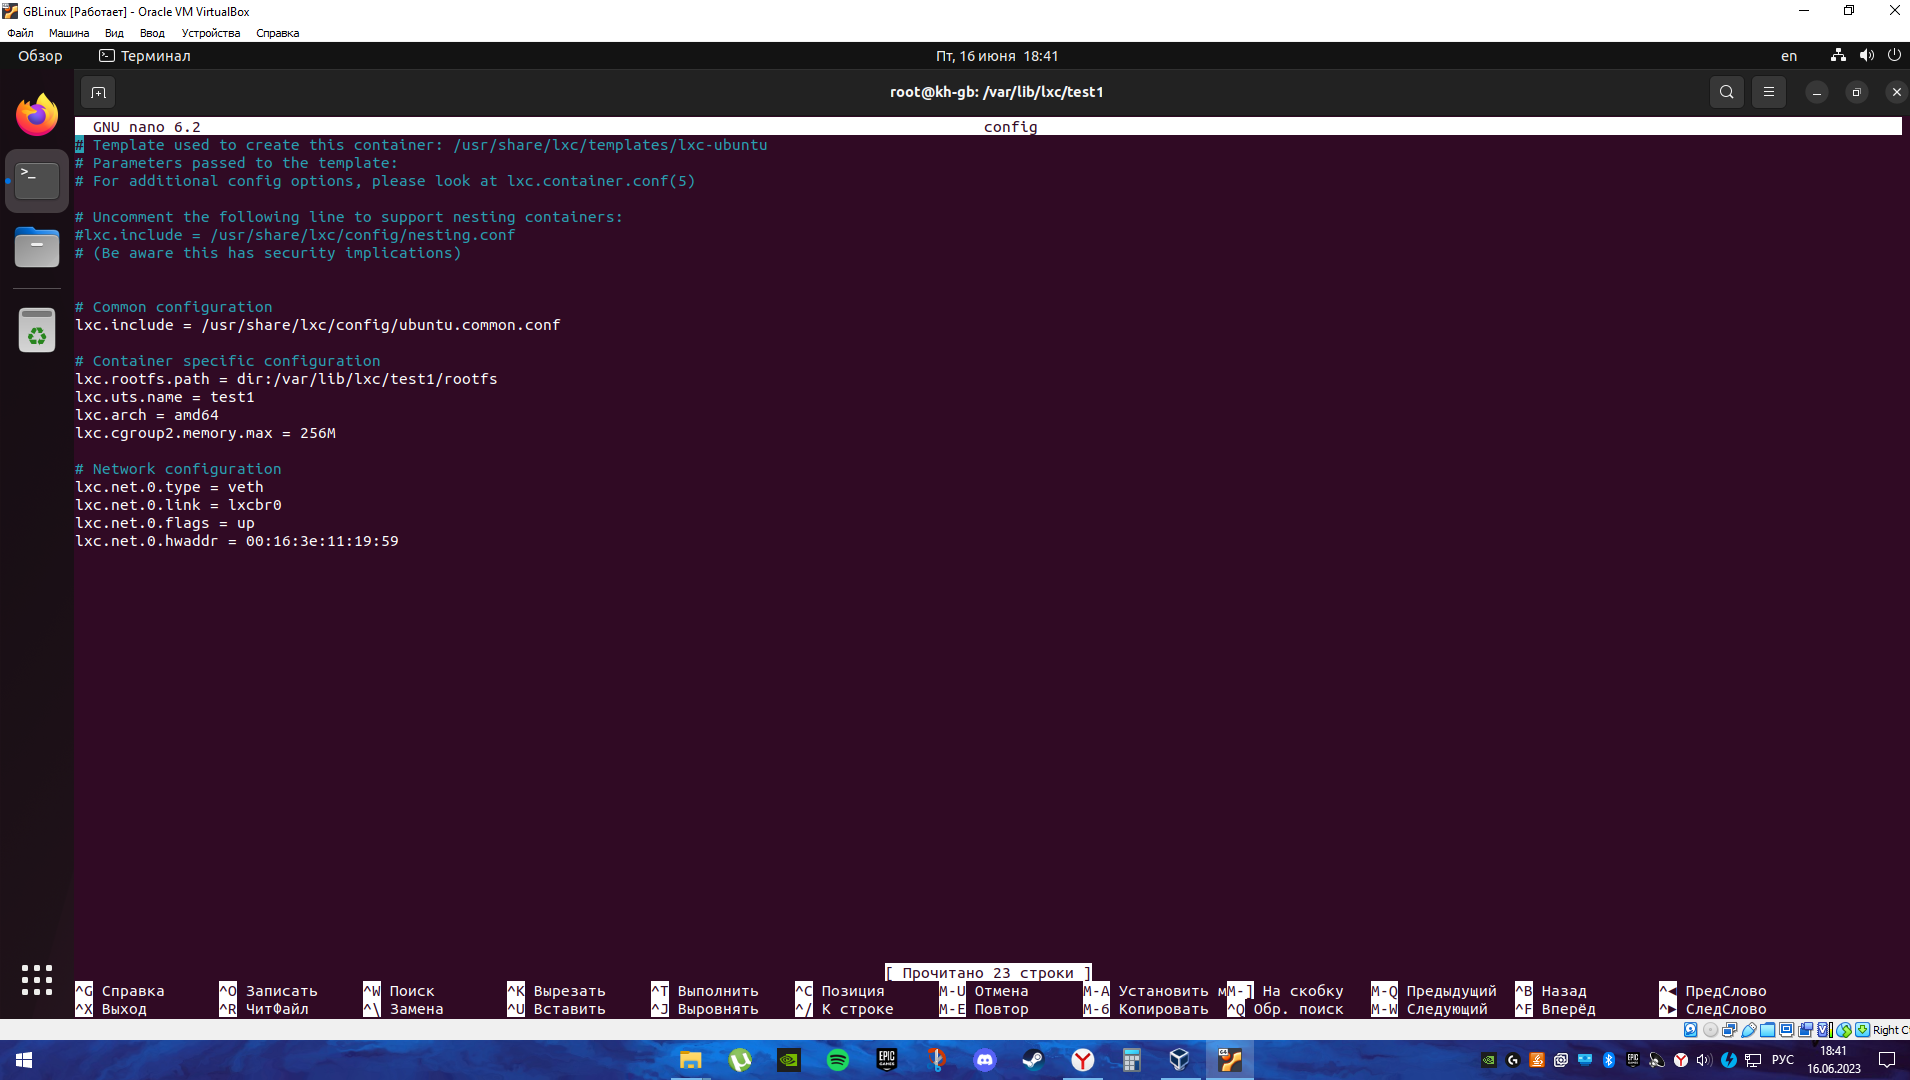 GBLinux [Работает] - Oracle VM VirtualBox
Файл Машина Вид Ввод Устройства Справка
Обзор Терминал Пт, 16 июня 18:41 en
root@kh-gb: /var/lib/lxc/test1
GNU nano 6.2 config
# Template used to create this container: /usr/share/lxc/templates/lxc-ubuntu
# Parameters passed to the template:
# For additional config options, please look at lxc.container.conf(5)
# Uncomment the following line to support nesting containers:
#lxc.include = /usr/share/lxc/config/nesting.conf
# (Be aware this has security implications)
# Common configuration
lxc.include = /usr/share/lxc/config/ubuntu.common.conf
# Container specific configuration
lxc.rootfs.path = dir:/var/lib/lxc/test1/rootfs
lxc.uts.name = test1
lxc.arch = amd64
lxc.cgroup2.memory.max = 256M
# Network configuration
lxc.net.0.type = veth
lxc.net.0.link = lxcbr0
lxc.net.0.flags = up
lxc.net.0.hwaddr = 00:16:3e:11:19:59
[ Прочитано 23 строки ]
^G Справка ^O Записать ^W Поиск ^K Вырезать ^T Выполнить ^C Позиция M-U Отмена M-A Установить м M-] На скобку M-Q Предыдущий ^B Назад ^◂ ПредСлово
^X Выход ^R ЧитФайл ^\ Замена ^U Вставить ^J Выровнять ^/ К строке M-E Повтор M-6 Копировать ^Q Обр. поиск M-W Следующий ^F Вперёд ^▸ СледСлово
Right C
EPIC GAMES РУС 18:41
16.06.2023